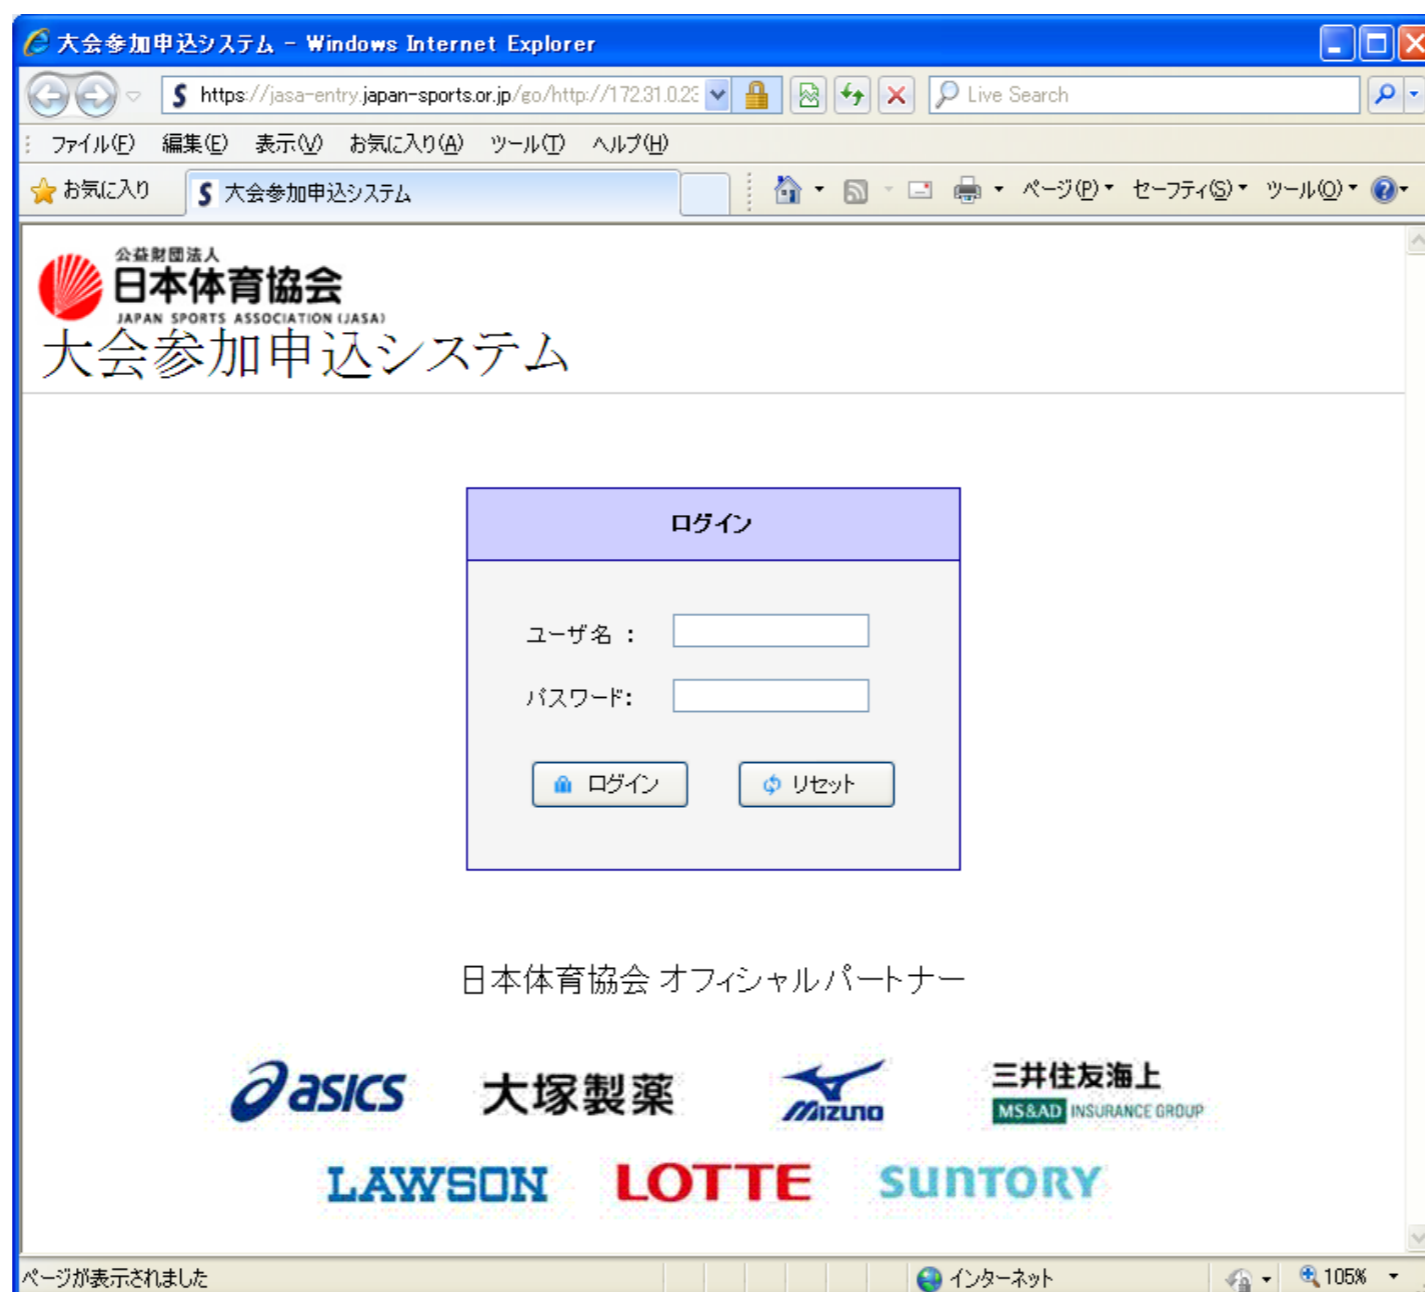 大会参加申込システム - Windows Internet Explorer
https://jasa-entry.japan-sports.or.jp/go/http://172.31.0.23
Live Search
ファイル(F) 編集(E) 表示(V) お気に入り(A) ツール(T) ヘルプ(H)
お気に入り 大会参加申込システム ページ(P) セーフティ(S) ツール(O)
公益財団法人
日本体育協会
JAPAN SPORTS ASSOCIATION (JASA)
大会参加申込システム
ログイン
ユーザ名 :
パスワード:
ログイン リセット
日本体育協会 オフィシャルパートナー
asics 大塚製薬 MIZUNO 三井住友海上
MS&AD INSURANCE GROUP
LAWSON LOTTE SUNTORY
ページが表示されました インターネット 105%